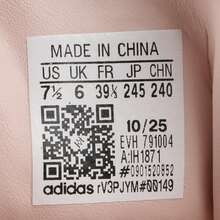 MADE IN CHINA
US UK FR JP CHN
7½ 6 39⅓ 245 240
10/25
EVH 791004
A:IH1871
#0901520852
adidas rV3PJYM#00149